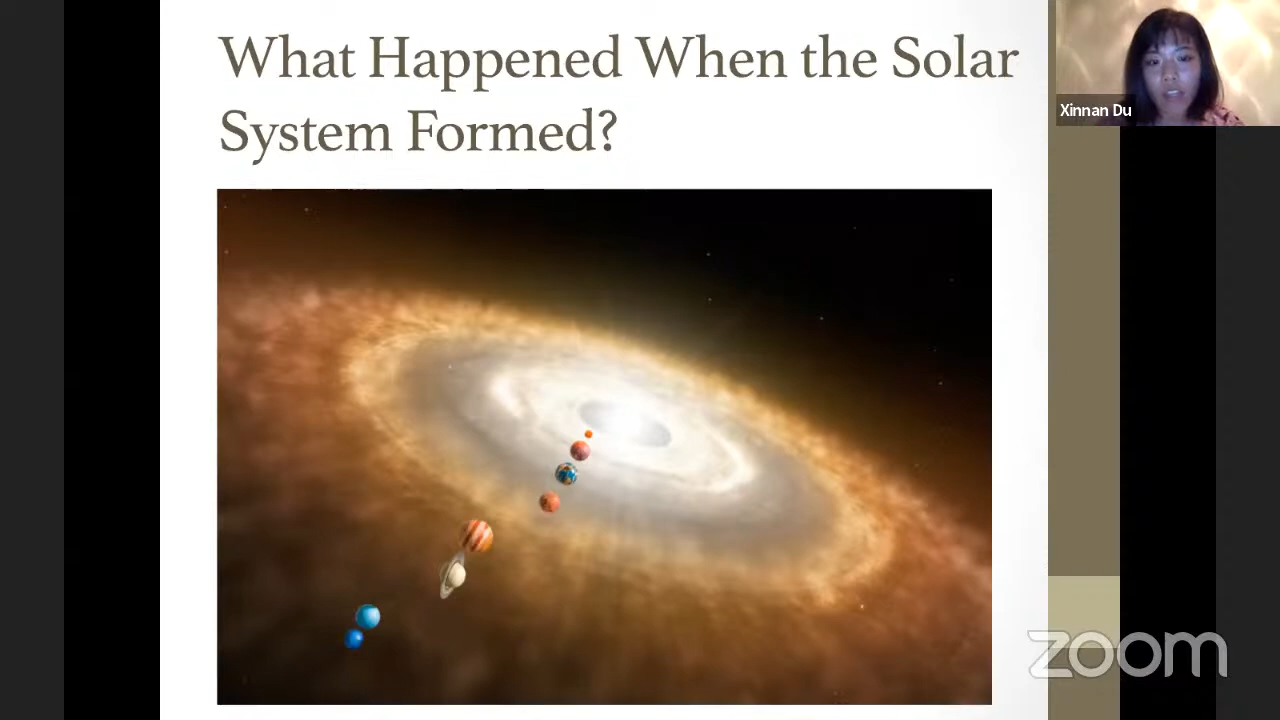 What Happened When the Solar
System Formed?
Xinnan Du
zoom